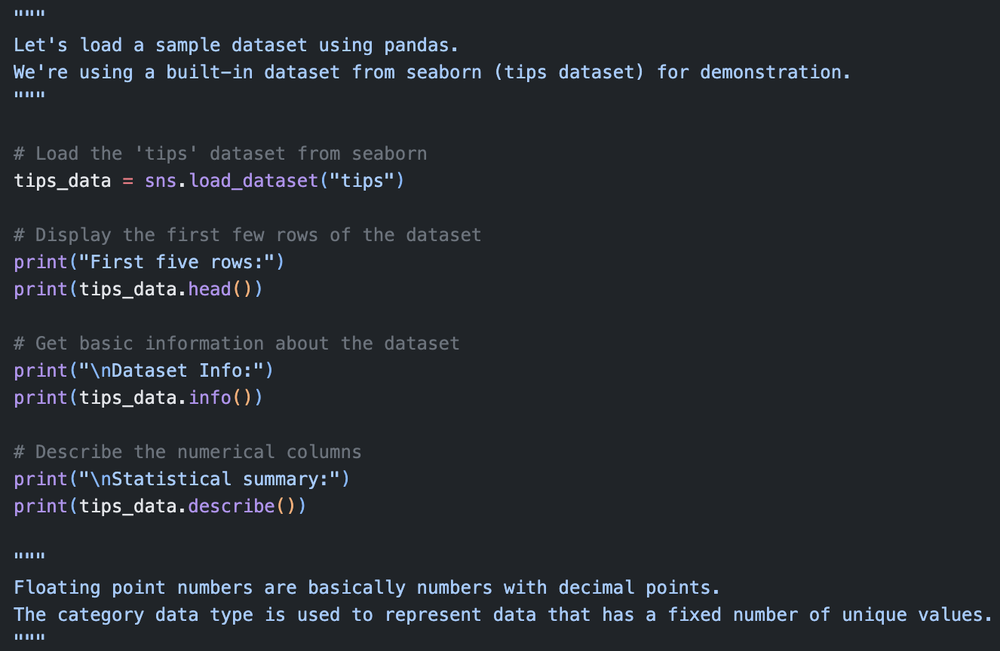 """
Let's load a sample dataset using pandas.
We're using a built-in dataset from seaborn (tips dataset) for demonstration.
"""
# Load the 'tips' dataset from seaborn
tips_data = sns.load_dataset("tips")
# Display the first few rows of the dataset
print("First five rows:")
print(tips_data.head())
# Get basic information about the dataset
print("\nDataset Info:")
print(tips_data.info())
# Describe the numerical columns
print("\nStatistical summary:")
print(tips_data.describe())
"""
Floating point numbers are basically numbers with decimal points.
The category data type is used to represent data that has a fixed number of unique values.
"""